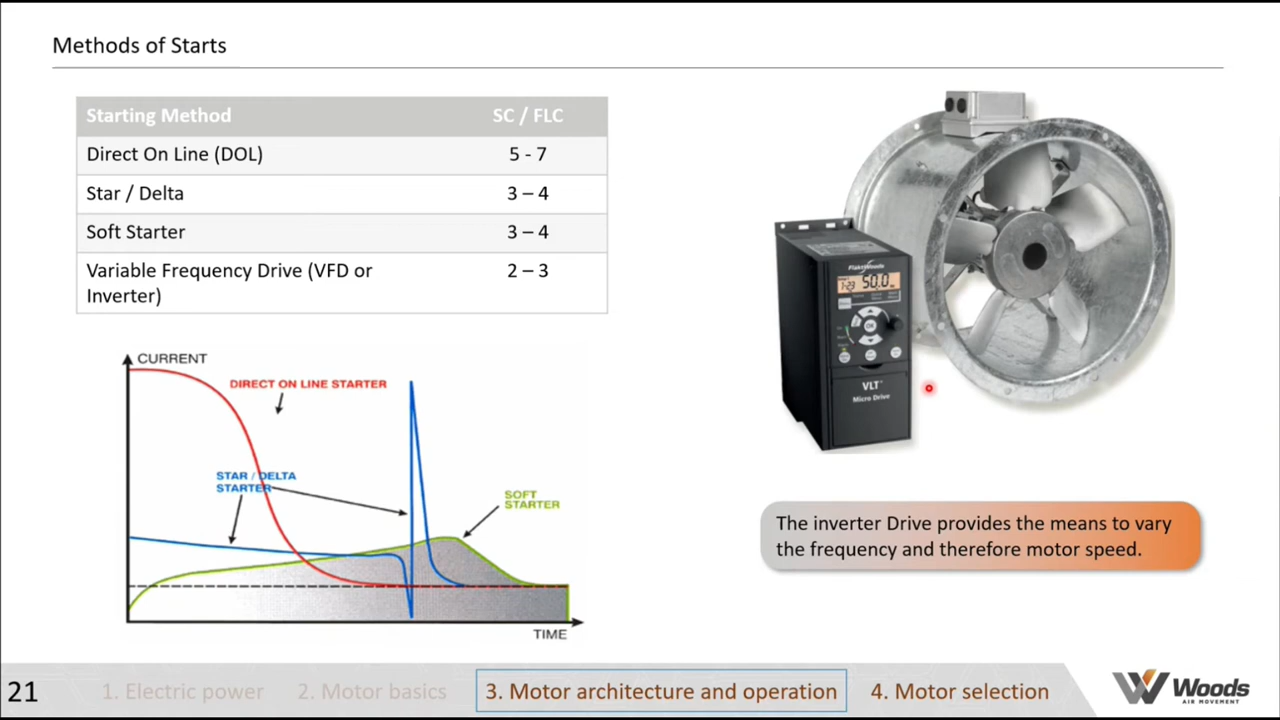 Methods of Starts
Starting Method SC / FLC
Direct On Line (DOL) 5 - 7
Star / Delta 3 – 4
Soft Starter 3 – 4
Variable Frequency Drive (VFD or 2 – 3
Inverter)
CURRENT
DIRECT ON LINE STARTER
STAR / DELTA
STARTER
SOFT
STARTER
TIME
FläktWoods
50.0
OK
VLT
Micro Drive
The inverter Drive provides the means to vary
the frequency and therefore motor speed.
21 1. Electric power 2. Motor basics 3. Motor architecture and operation 4. Motor selection
Woods
AIR MOVEMENT